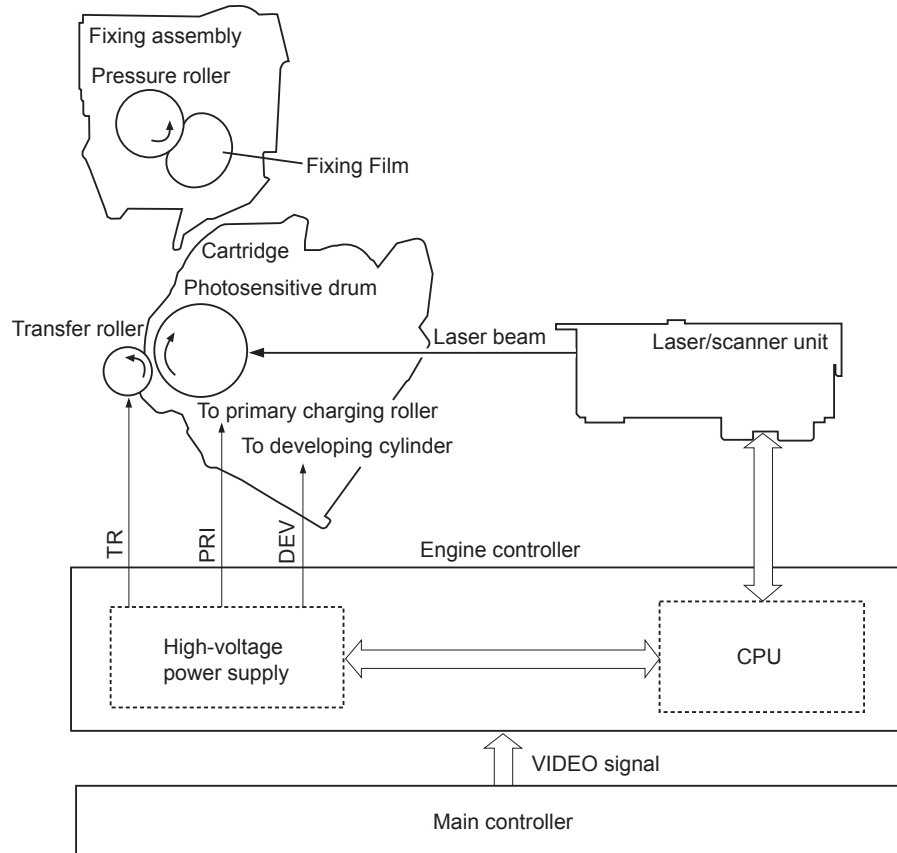 Fixing assembly
Pressure roller
Fixing Film
Cartridge
Photosensitive drum
Transfer roller
Laser beam
Laser/scanner unit
To primary charging roller
To developing cylinder
TR
PRI
DEV
Engine controller
High-voltage
power supply
CPU
VIDEO signal
Main controller